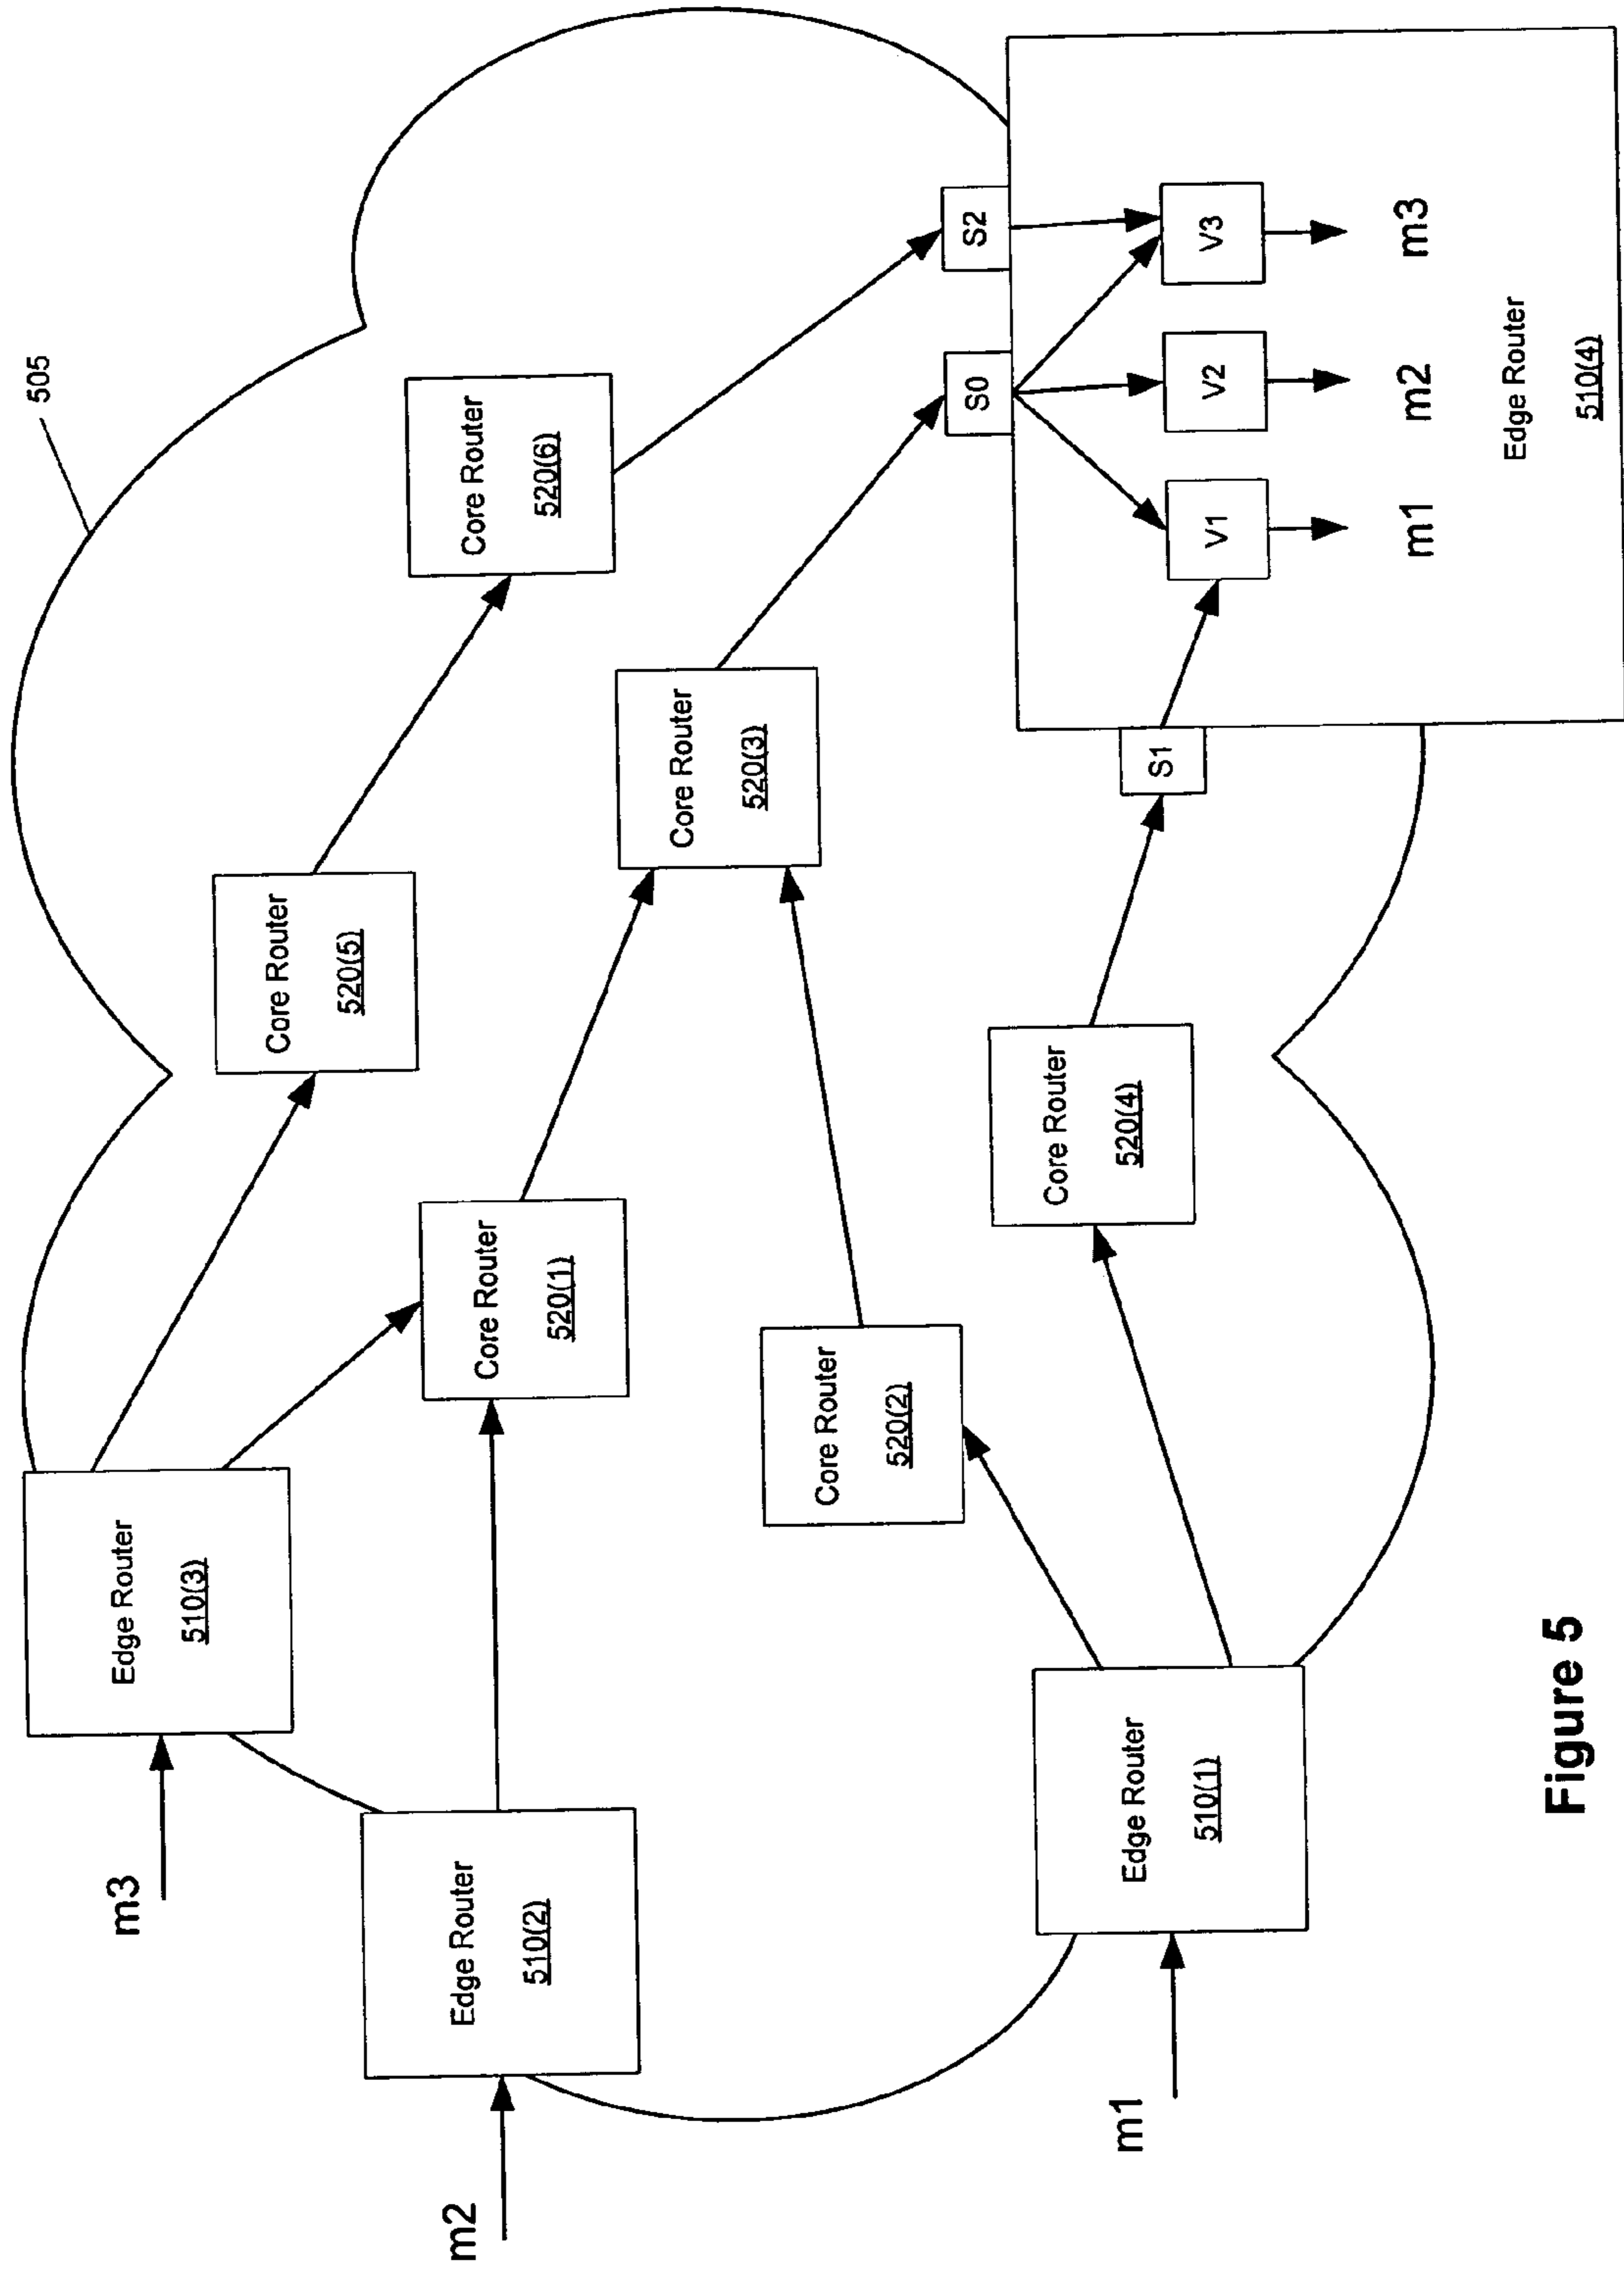 505
m3
Edge Router
510(3)
Core Router
520(5)
Core Router
520(6)
m2
Edge Router
510(2)
Core Router
520(1)
Core Router
520(3)
Core Router
520(2)
S0
S2
m1
Edge Router
510(1)
Core Router
520(4)
S1
V1
V2
V3
m1
m2
m3
Edge Router
510(4)
Figure 5